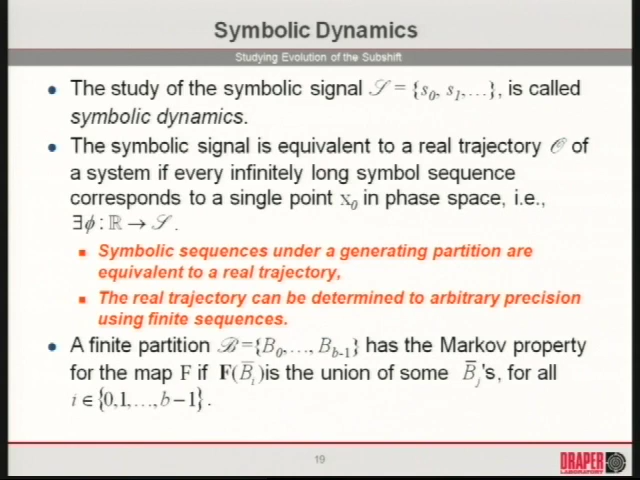 Symbolic Dynamics
Studying Evolution of the Subshift
• The study of the symbolic signal 𝒮 = {s₀, s₁,…}, is called
symbolic dynamics.
• The symbolic signal is equivalent to a real trajectory 𝒪 of
a system if every infinitely long symbol sequence
corresponds to a single point x₀ in phase space, i.e.,
∃ϕ : ℝ → 𝒮 .
▪ Symbolic sequences under a generating partition are
equivalent to a real trajectory,
▪ The real trajectory can be determined to arbitrary precision
using finite sequences.
• A finite partition ℬ={B₀,…, B_b-1} has the Markov property
for the map F if F(B̅ᵢ) is the union of some B̅ⱼ's, for all
i ∈ {0,1,…,b−1} .
19
DRAPER
LABORATORY